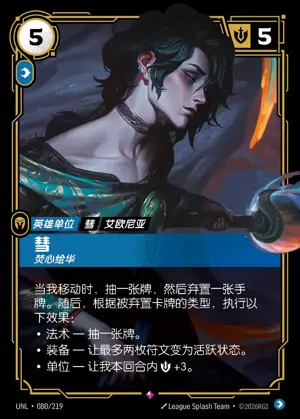 5
5
英雄单位 彗 艾欧尼亚
彗
焚心绘华
当我移动时，抽一张牌，然后弃置一张手
牌。随后，根据被弃置卡牌的类型，执行以
下效果：
• 法术 — 抽一张牌。
• 装备 — 让最多两枚符文变为活跃状态。
• 单位 — 让我本回合内 +3。
UNL • 080/219
League Splash Team
©2026RGI